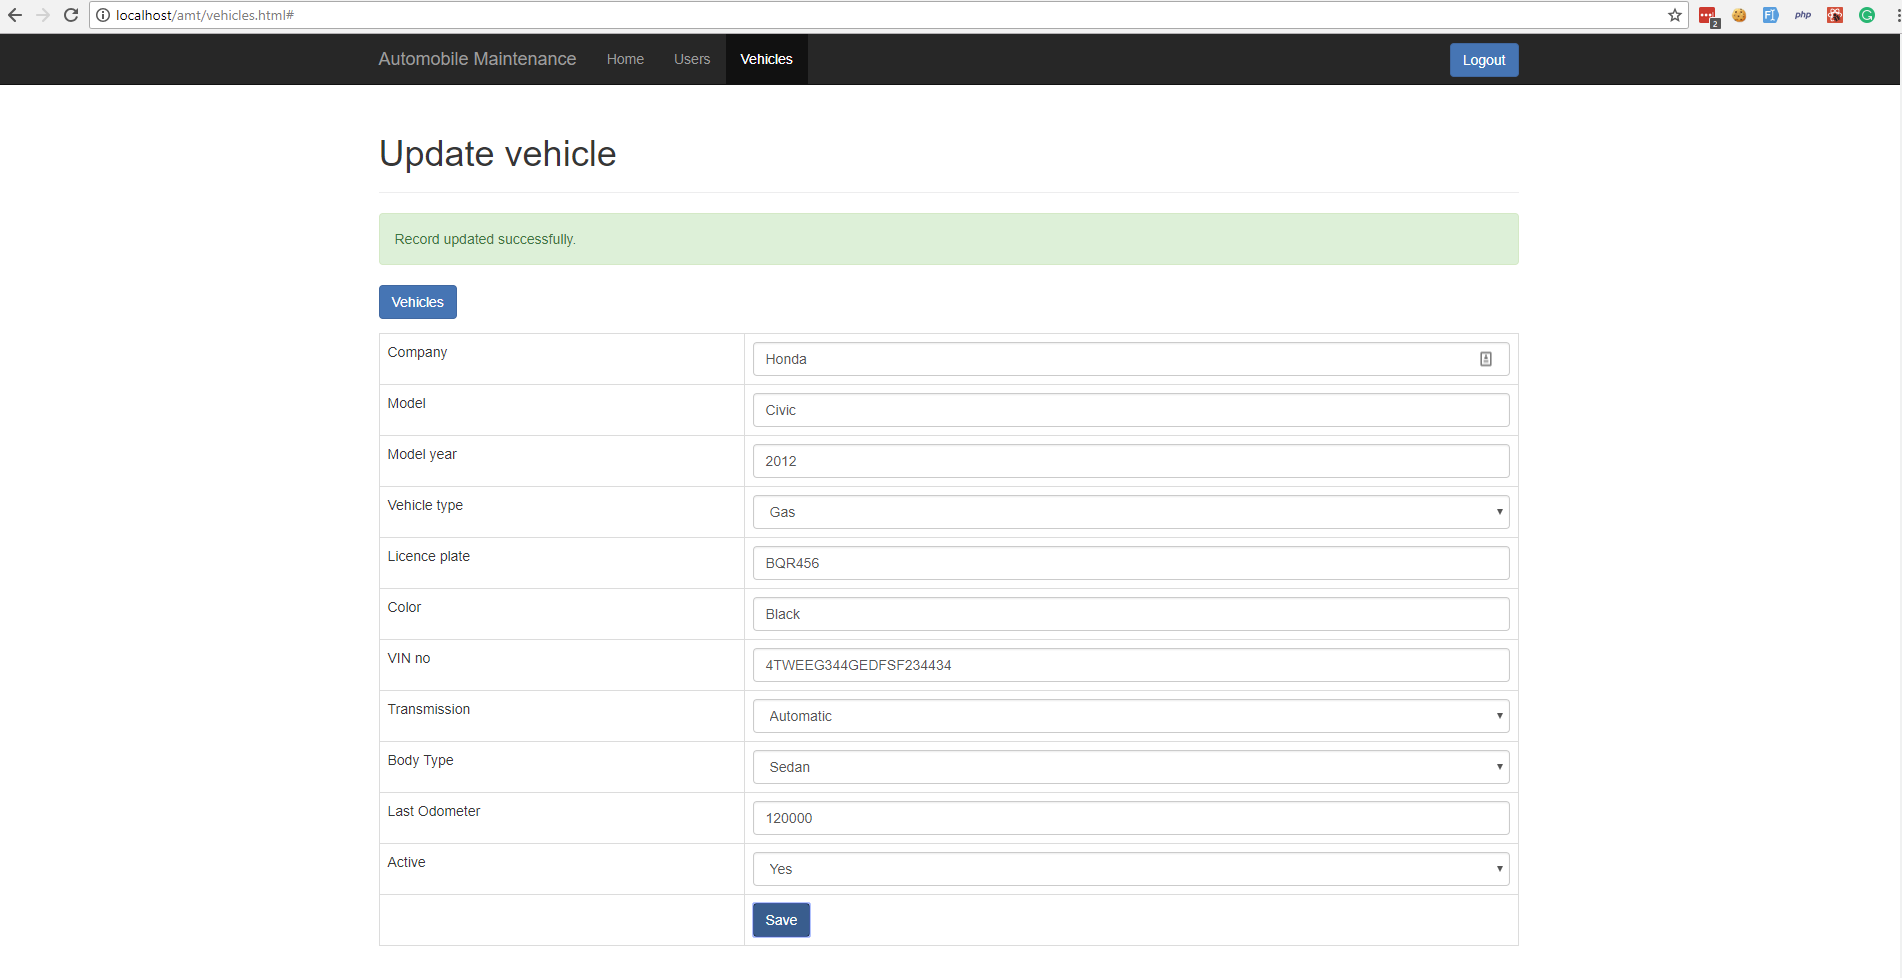 localhost/amt/vehicles.html#
2
F
php
G
Automobile Maintenance Home Users Vehicles Logout
Update vehicle
Record updated successfully.
Vehicles
Company Honda
Model Civic
Model year 2012
Vehicle type Gas
Licence plate BQR456
Color Black
VIN no 4TWEEG344GEDFSF234434
Transmission Automatic
Body Type Sedan
Last Odometer 120000
Active Yes
Save